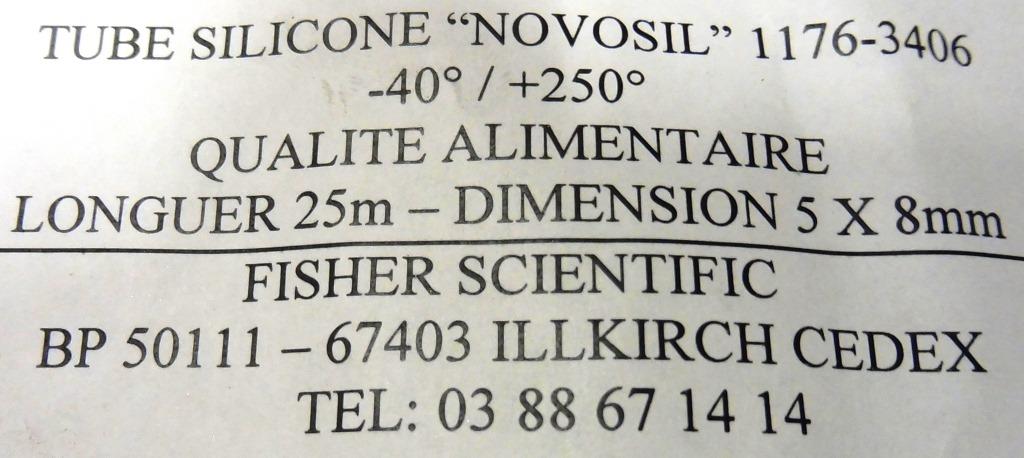 TUBE SILICONE “NOVOSIL” 1176-3406
-40° / +250°
QUALITE ALIMENTAIRE
LONGUER 25m – DIMENSION 5 X 8mm
FISHER SCIENTIFIC
BP 50111 – 67403 ILLKIRCH CEDEX
TEL: 03 88 67 14 14